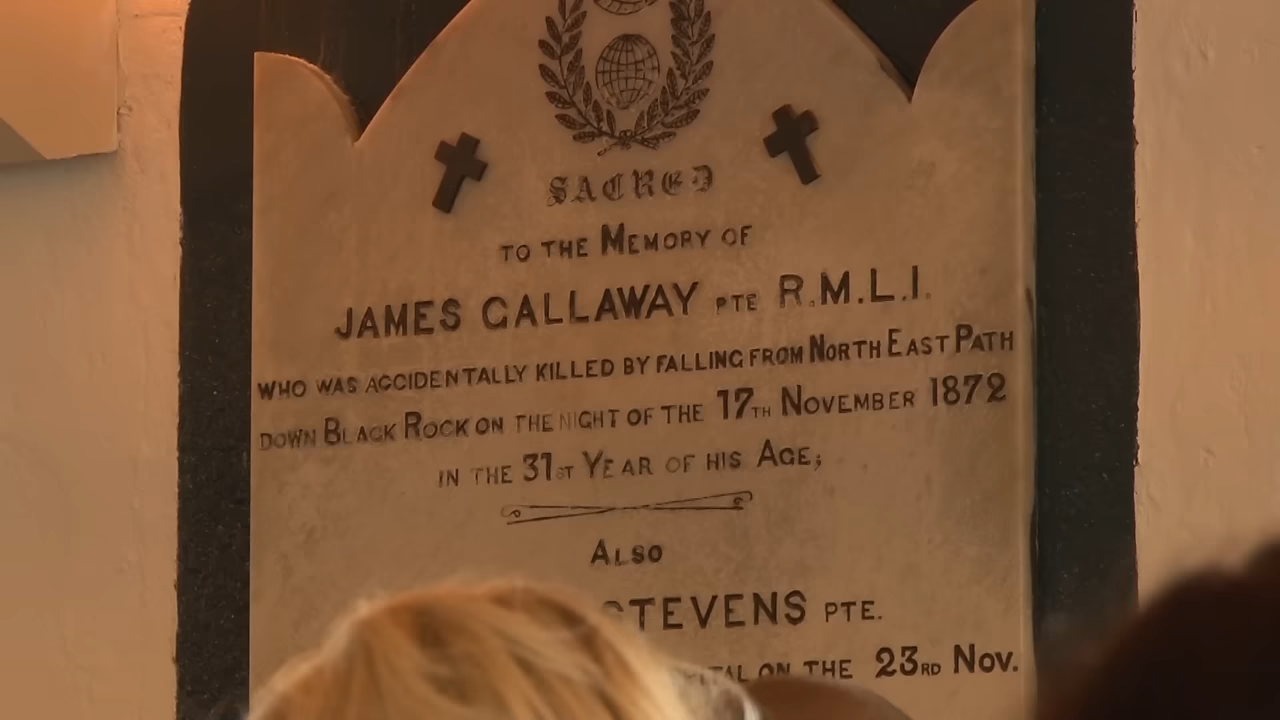 SACRED
TO THE MEMORY OF
JAMES CALLAWAY PTE R.M.L.I.
WHO WAS ACCIDENTALLY KILLED BY FALLING FROM NORTH EAST PATH
DOWN BLACK ROCK ON THE NIGHT OF THE 17TH NOVEMBER 1872
IN THE 31ST YEAR OF HIS AGE;
ALSO
STEVENS PTE.
ON THE 23RD NOV.